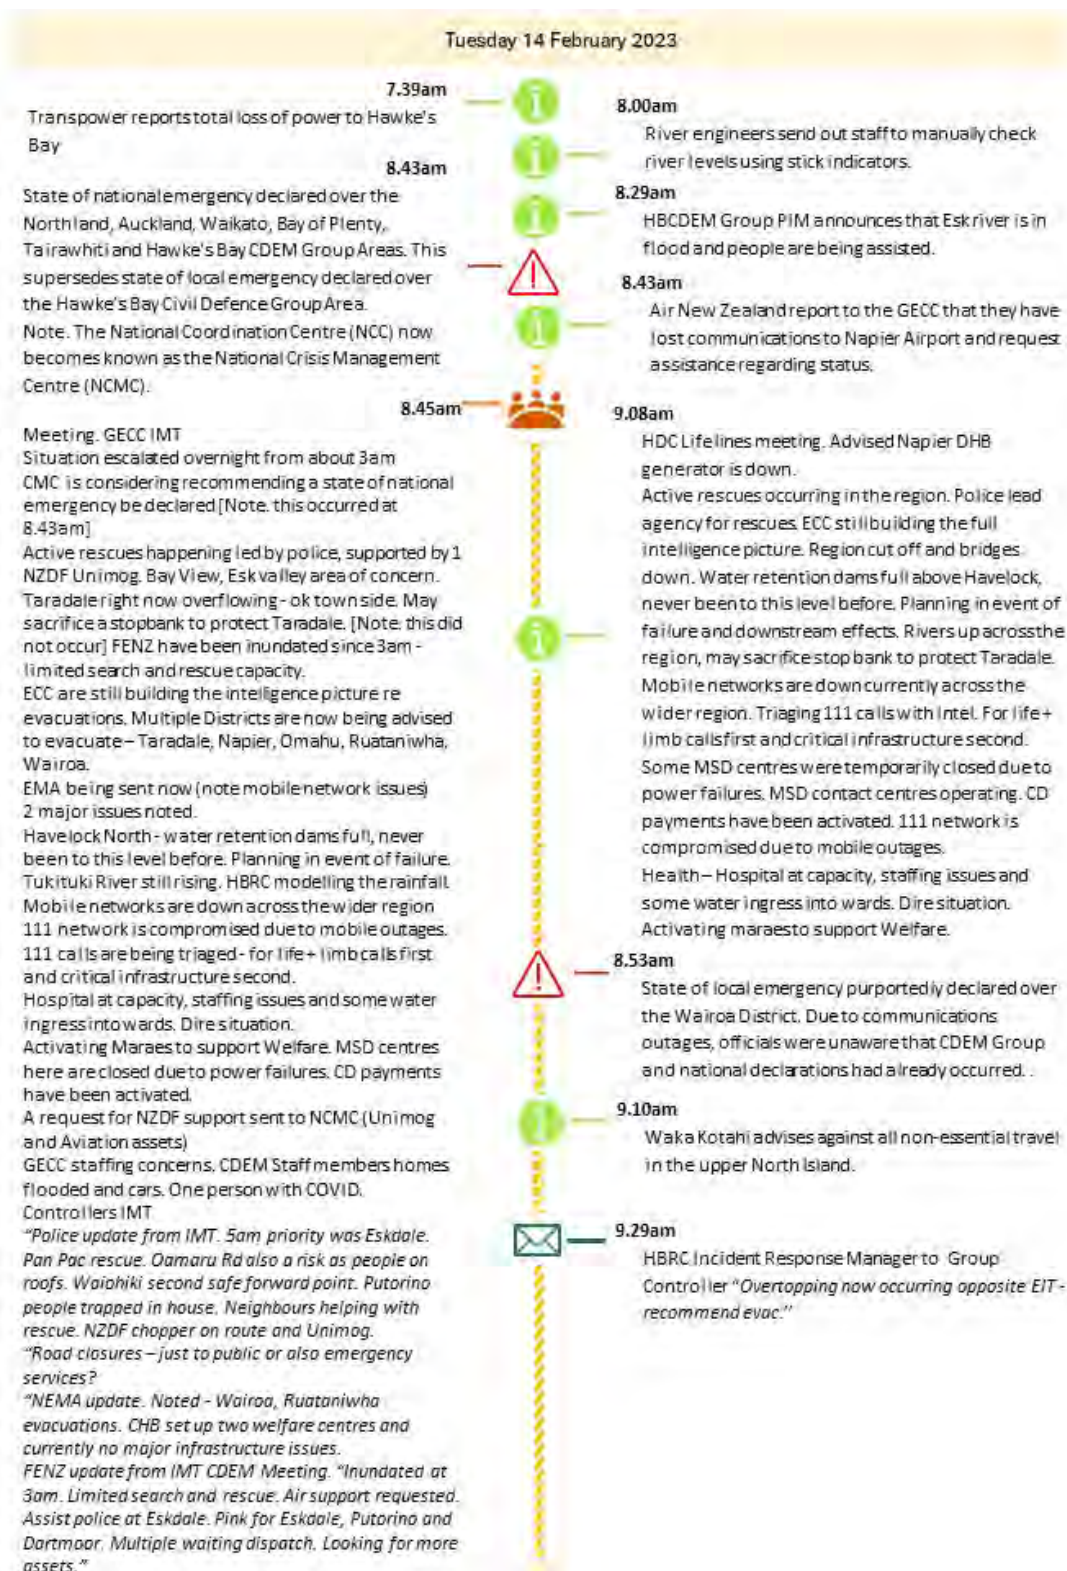 Tuesday 14 February 2023
7.39am
Transpower reports total loss of power to Hawke's
Bay
8.43am
State of national emergency declared over the
Northland, Auckland, Waikato, Bay of Plenty,
Tairawhiti and Hawke's Bay CDEM Group Areas. This
supersedes state of local emergency declared over
the Hawke's Bay Civil Defence Group Area.
Note. The National Coordination Centre (NCC) now
becomes known as the National Crisis Management
Centre (NCMC).
8.45am
Meeting. GECC IMT
Situation escalated overnight from about 3am
CMC is considering recommending a state of national
emergency be declared [Note. this occurred at
8.43am]
Active rescues happening led by police, supported by 1
NZDF Unimog. Bay View, Esk valley area of concern.
Taradale right now overflowing - ok town side. May
sacrifice a stopbank to protect Taradale. [Note: this did
not occur] FENZ have been inundated since 3am -
limited search and rescue capacity.
ECC are still building the intelligence picture re
evacuations. Multiple Districts are now being advised
to evacuate – Taradale, Napier, Omahu, Ruataniwha,
Wairoa.
EMA being sent now (note mobile network issues)
2 major issues noted.
Havelock North - water retention dams full, never
been to this level before. Planning in event of failure.
Tukituki River still rising. HBRC modelling the rainfall.
Mobile networks are down across the wider region
111 network is compromised due to mobile outages.
111 calls are being triaged - for life + limb calls first
and critical infrastructure second.
Hospital at capacity, staffing issues and some water
ingress into wards. Dire situation.
Activating Maraes to support Welfare. MSD centres
here are closed due to power failures. CD payments
have been activated.
A request for NZDF support sent to NCMC (Unimog
and Aviation assets)
GECC staffing concerns. CDEM Staff members homes
flooded and cars. One person with COVID.
Controllers IMT
"Police update from IMT. 5am priority was Eskdale.
Pan Pac rescue. Oamaru Rd also a risk as people on
roofs. Waiohiki second safe forward point. Putorino
people trapped in house. Neighbours helping with
rescue. NZDF chopper on route and Unimog.
"Road closures – just to public or also emergency
services?
"NEMA update. Noted - Wairoa, Ruataniwha
evacuations. CHB set up two welfare centres and
currently no major infrastructure issues.
FENZ update from IMT CDEM Meeting. "Inundated at
3am. Limited search and rescue. Air support requested.
Assist police at Eskdale. Pink for Eskdale, Putorino and
Dartmoor. Multiple waiting dispatch. Looking for more
assets."
8.00am
River engineers send out staff to manually check
river levels using stick indicators.
8.29am
HBCDEM Group PIM announces that Esk river is in
flood and people are being assisted.
8.43am
Air New Zealand report to the GECC that they have
lost communications to Napier Airport and request
assistance regarding status.
9.08am
HDC Lifelines meeting. Advised Napier DHB
generator is down.
Active rescues occurring in the region. Police lead
agency for rescues. ECC still building the full
intelligence picture. Region cut off and bridges
down. Water retention dams full above Havelock,
never been to this level before. Planning in event of
failure and downstream effects. Rivers up across the
region, may sacrifice stop bank to protect Taradale.
Mobile networks are down currently across the
wider region. Triaging 111 calls with Intel. For life +
limb calls first and critical infrastructure second.
Some MSD centres were temporarily closed due to
power failures. MSD contact centres operating. CD
payments have been activated. 111 network is
compromised due to mobile outages.
Health – Hospital at capacity, staffing issues and
some water ingress into wards. Dire situation.
Activating maraes to support Welfare.
8.53am
State of local emergency purportedly declared over
the Wairoa District. Due to communications
outages, officials were unaware that CDEM Group
and national declarations had already occurred. .
9.10am
Waka Kotahi advises against all non-essential travel
in the upper North Island.
9.29am
HBRC Incident Response Manager to Group
Controller "Overtopping now occurring opposite EIT -
recommend evac."